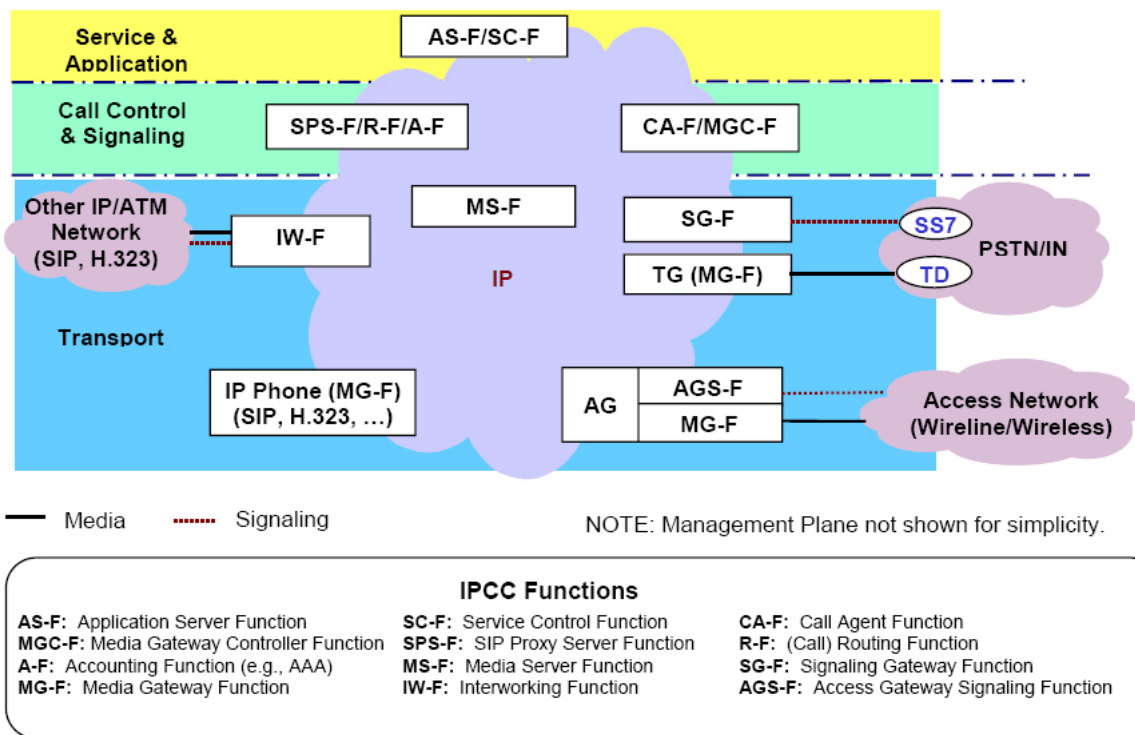 Service &
Application
AS-F/SC-F
Call Control
& Signaling
SPS-F/R-F/A-F
CA-F/MGC-F
Other IP/ATM
Network
(SIP, H.323)
IW-F
MS-F
SG-F
SS7
PSTN/IN
TG (MG-F)
TD
IP
Transport
IP Phone (MG-F)
(SIP, H.323, …)
AG
AGS-F
MG-F
Access Network
(Wireline/Wireless)
Media
Signaling
NOTE: Management Plane not shown for simplicity.
IPCC Functions
AS-F: Application Server Function
MGC-F: Media Gateway Controller Function
A-F: Accounting Function (e.g., AAA)
MG-F: Media Gateway Function
SC-F: Service Control Function
SPS-F: SIP Proxy Server Function
MS-F: Media Server Function
IW-F: Interworking Function
CA-F: Call Agent Function
R-F: (Call) Routing Function
SG-F: Signaling Gateway Function
AGS-F: Access Gateway Signaling Function